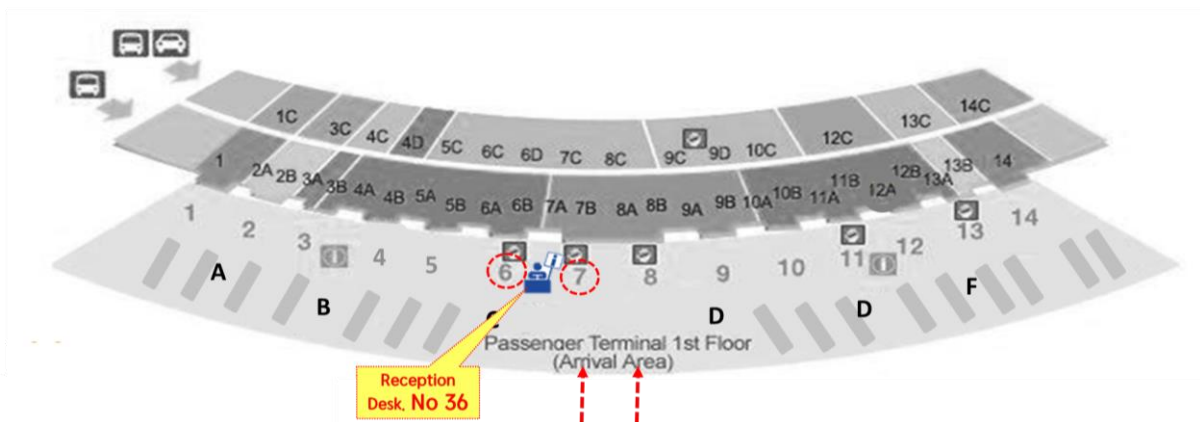 1C
3C
4C
4D
5C
6C
6D
7C
8C
9C
9D
10C
12C
13C
14C
1
2A
2B
3A
3B
4A
4B
5A
5B
6A
6B
7A
7B
8A
8B
9A
9B
10A
10B
11A
11B
12A
12B
13A
13B
14
1
2
3
4
5
6
7
8
9
10
11
12
13
14
A
B
D
D
F
Passenger Terminal 1st Floor
(Arrival Area)
Reception
Desk, No 36